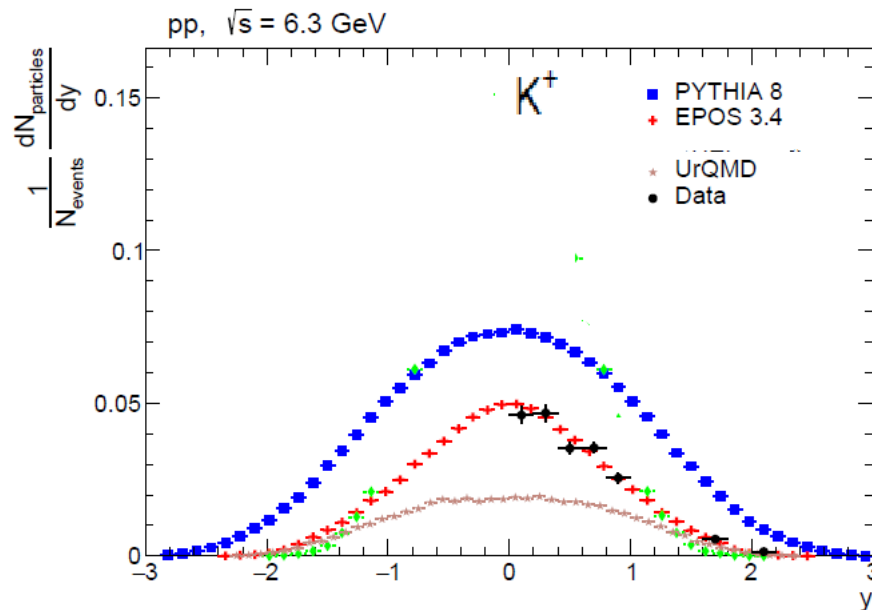 pp, √s = 6.3 GeV
1/N_events dN_particles/dy
K⁺
PYTHIA 8
EPOS 3.4
UrQMD
Data
0.15
0.1
0.05
0
−3 −2 −1 0 1 2 3
y